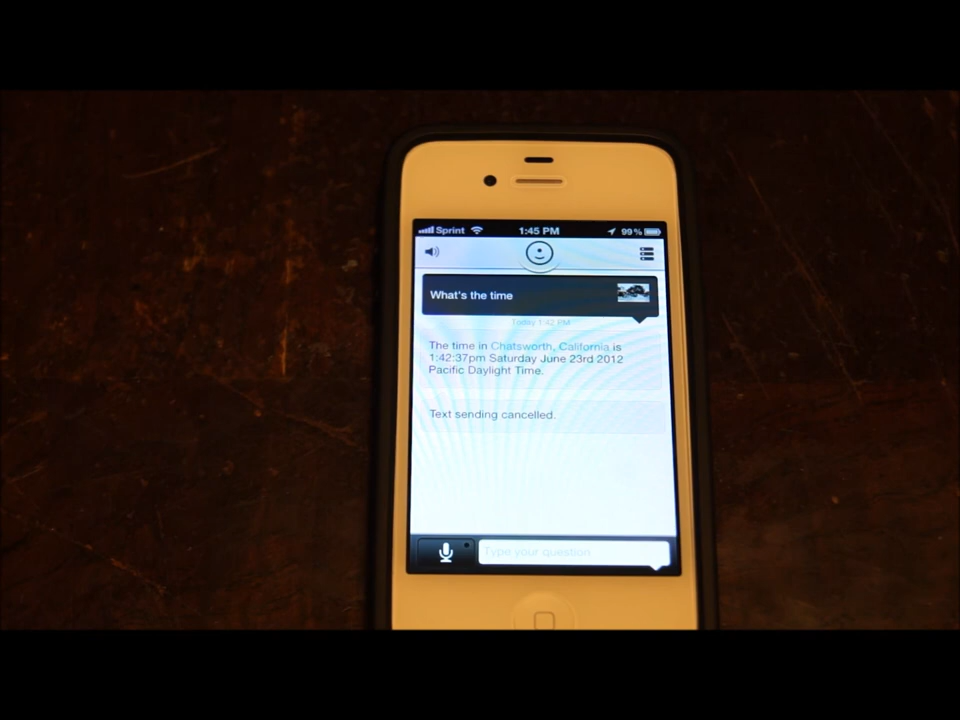 Sprint 1:45 PM 99%
What's the time
Today 1:42 PM
The time in Chatsworth, California is
1:42:37pm Saturday June 23rd 2012
Pacific Daylight Time.
Text sending cancelled.
Type your question